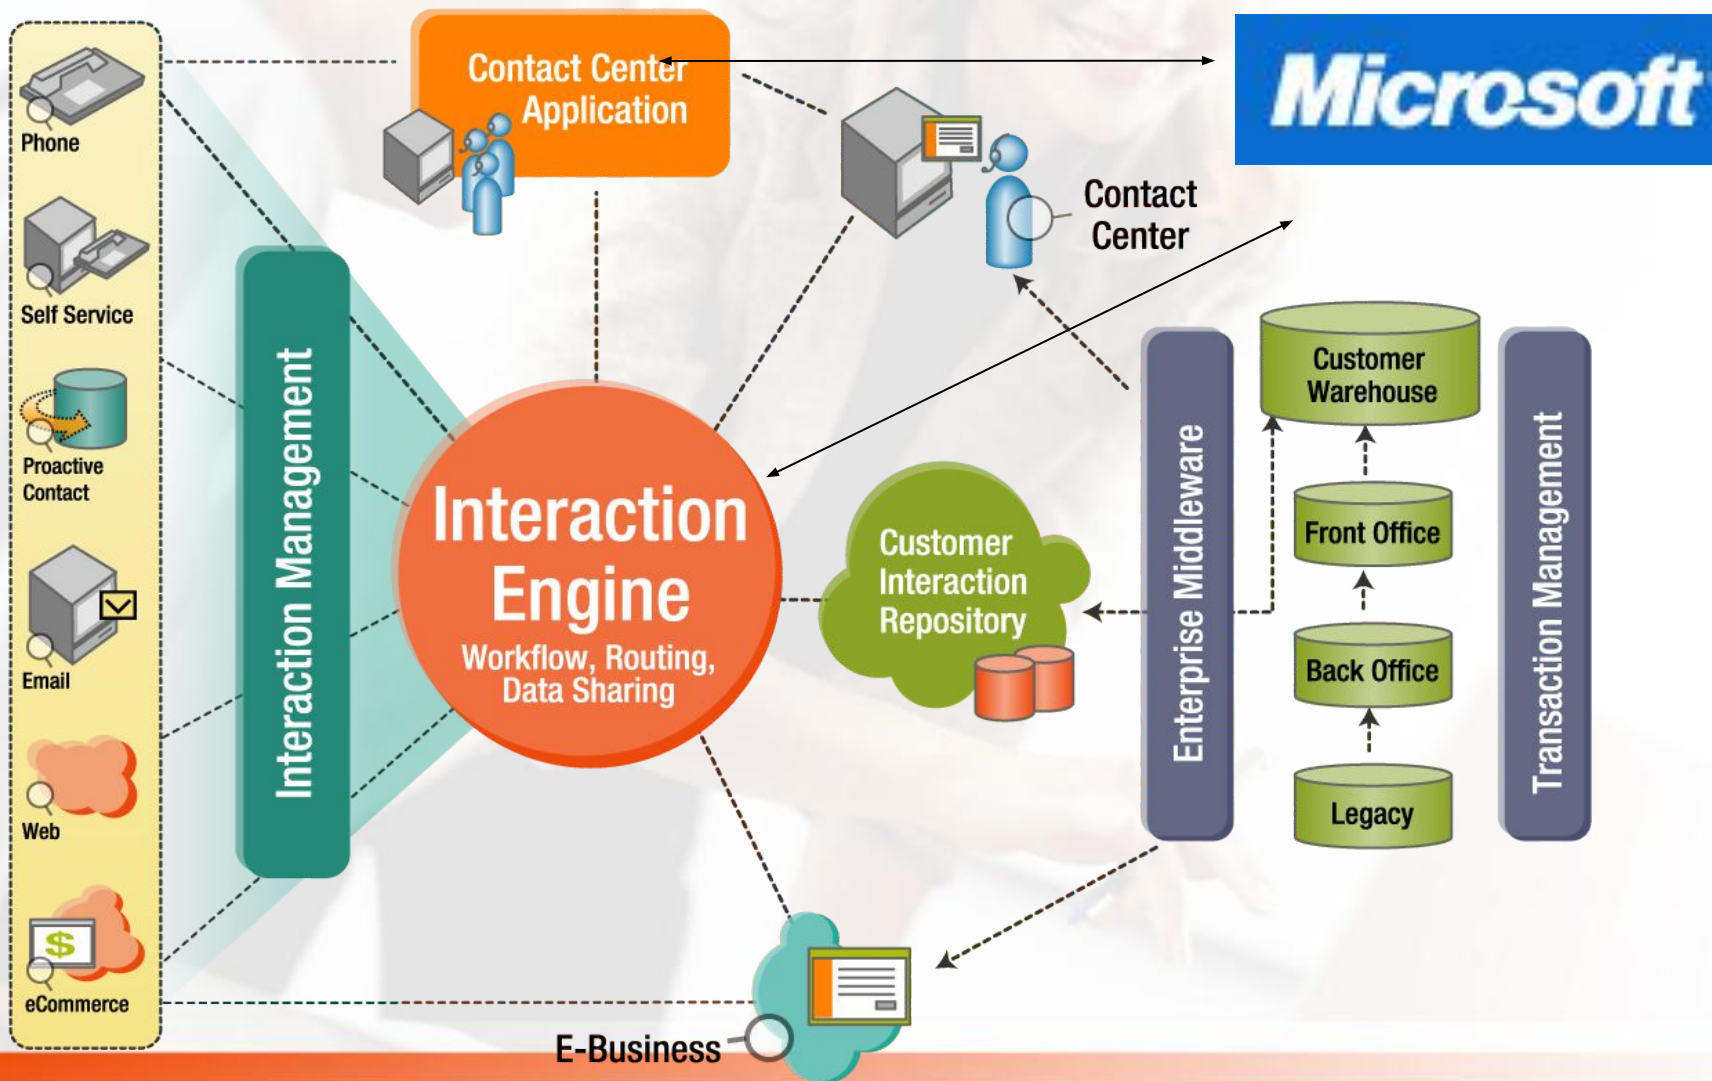 Phone
Self Service
Proactive
Contact
Email
Web
$
eCommerce
Interaction Management
Contact Center
Application
Microsoft
Contact
Center
Interaction
Engine
Workflow, Routing,
Data Sharing
Customer
Interaction
Repository
Enterprise Middleware
Customer
Warehouse
Front Office
Back Office
Legacy
Transaction Management
E-Business